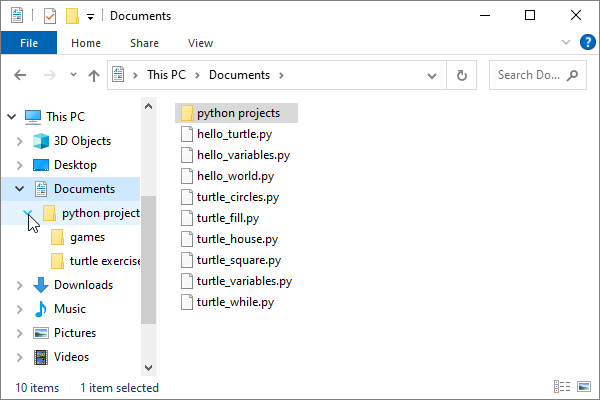 Documents
File Home Share View
This PC Documents
Search Do...
This PC
3D Objects
Desktop
Documents
python project
games
turtle exercise
Downloads
Music
Pictures
Videos
python projects
hello_turtle.py
hello_variables.py
hello_world.py
turtle_circles.py
turtle_fill.py
turtle_house.py
turtle_square.py
turtle_variables.py
turtle_while.py
10 items 1 item selected